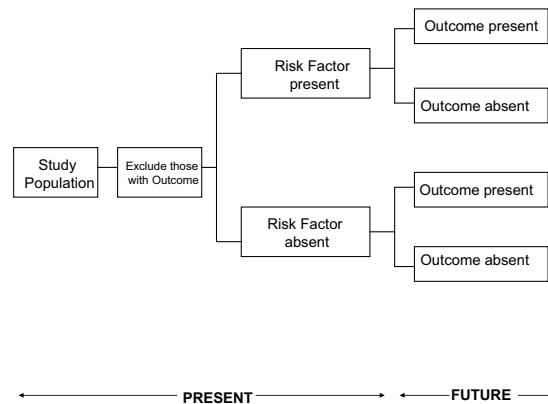 Study
Population
Exclude those
with Outcome
Risk Factor
present
Outcome present
Outcome absent
Risk Factor
absent
Outcome present
Outcome absent
PRESENT
FUTURE